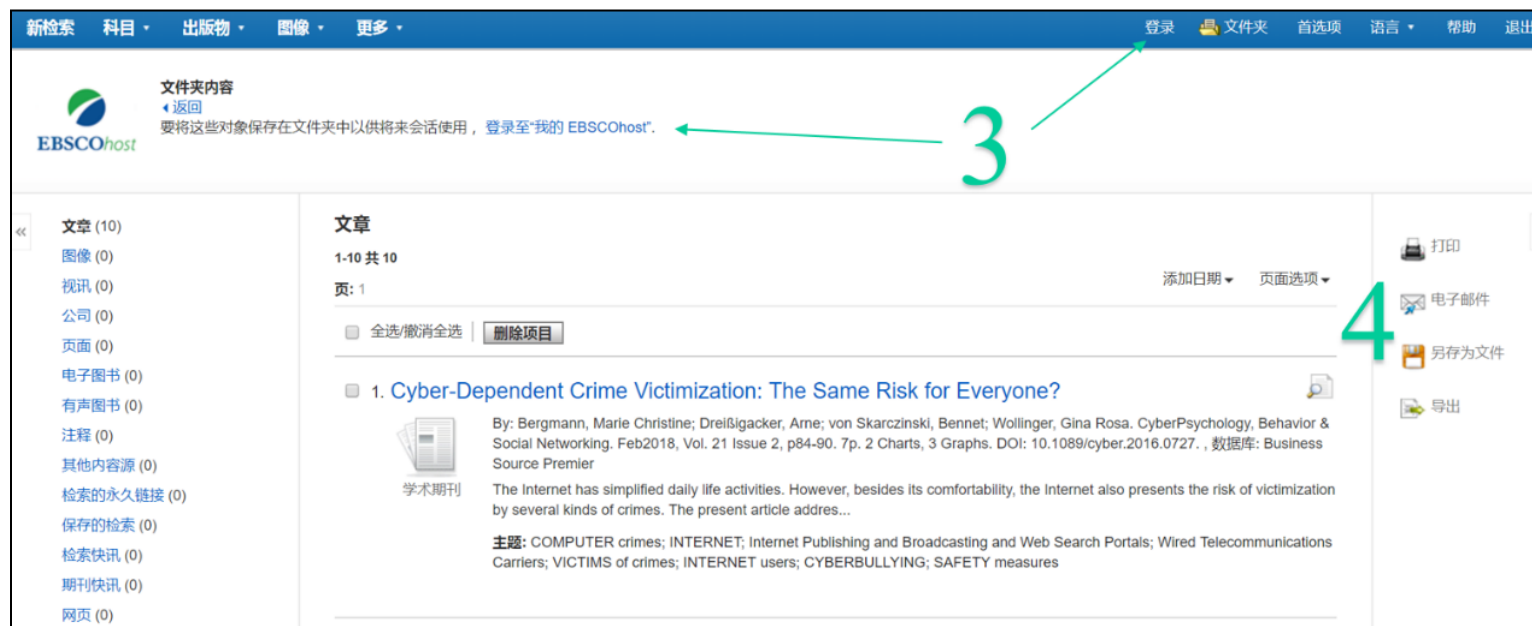 新检索 科目 出版物 图像 更多 登录 文件夹 首选项 语言 帮助 退出
文件夹内容
返回
要将这些对象保存在文件夹中以供将来会话使用， 登录至“我的 EBSCOhost”.
EBSCOhost
3
文章 (10)
图像 (0)
视讯 (0)
公司 (0)
页面 (0)
电子图书 (0)
有声图书 (0)
注释 (0)
其他内容源 (0)
检索的永久链接 (0)
保存的检索 (0)
检索快讯 (0)
期刊快讯 (0)
网页 (0)
文章
1-10 共 10
页: 1
添加日期 页面选项
全选/撤消全选 删除项目
1. Cyber-Dependent Crime Victimization: The Same Risk for Everyone?
学术期刊
By: Bergmann, Marie Christine; Dreißigacker, Arne; von Skarczinski, Bennet; Wollinger, Gina Rosa. CyberPsychology, Behavior &
Social Networking. Feb2018, Vol. 21 Issue 2, p84-90. 7p. 2 Charts, 3 Graphs. DOI: 10.1089/cyber.2016.0727. , 数据库: Business
Source Premier
The Internet has simplified daily life activities. However, besides its comfortability, the Internet also presents the risk of victimization
by several kinds of crimes. The present article addres...
主题: COMPUTER crimes; INTERNET; Internet Publishing and Broadcasting and Web Search Portals; Wired Telecommunications
Carriers; VICTIMS of crimes; INTERNET users; CYBERBULLYING; SAFETY measures
4
打印
电子邮件
另存为文件
导出